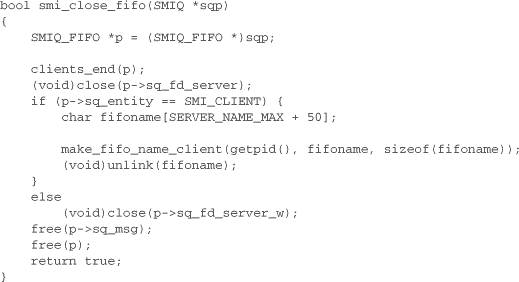 bool smi_close_fifo(SMIQ *sqp)
{
    SMIQ_FIFO *p = (SMIQ_FIFO *)sqp;

    clients_end(p);
    (void)close(p->sq_fd_server);
    if (p->sq_entity == SMI_CLIENT) {
        char fifoname[SERVER_NAME_MAX + 50];

        make_fifo_name_client(getpid(), fifoname, sizeof(fifoname));
        (void)unlink(fifoname);
    }
    else
        (void)close(p->sq_fd_server_w);
    free(p->sq_msg);
    free(p);
    return true;
}